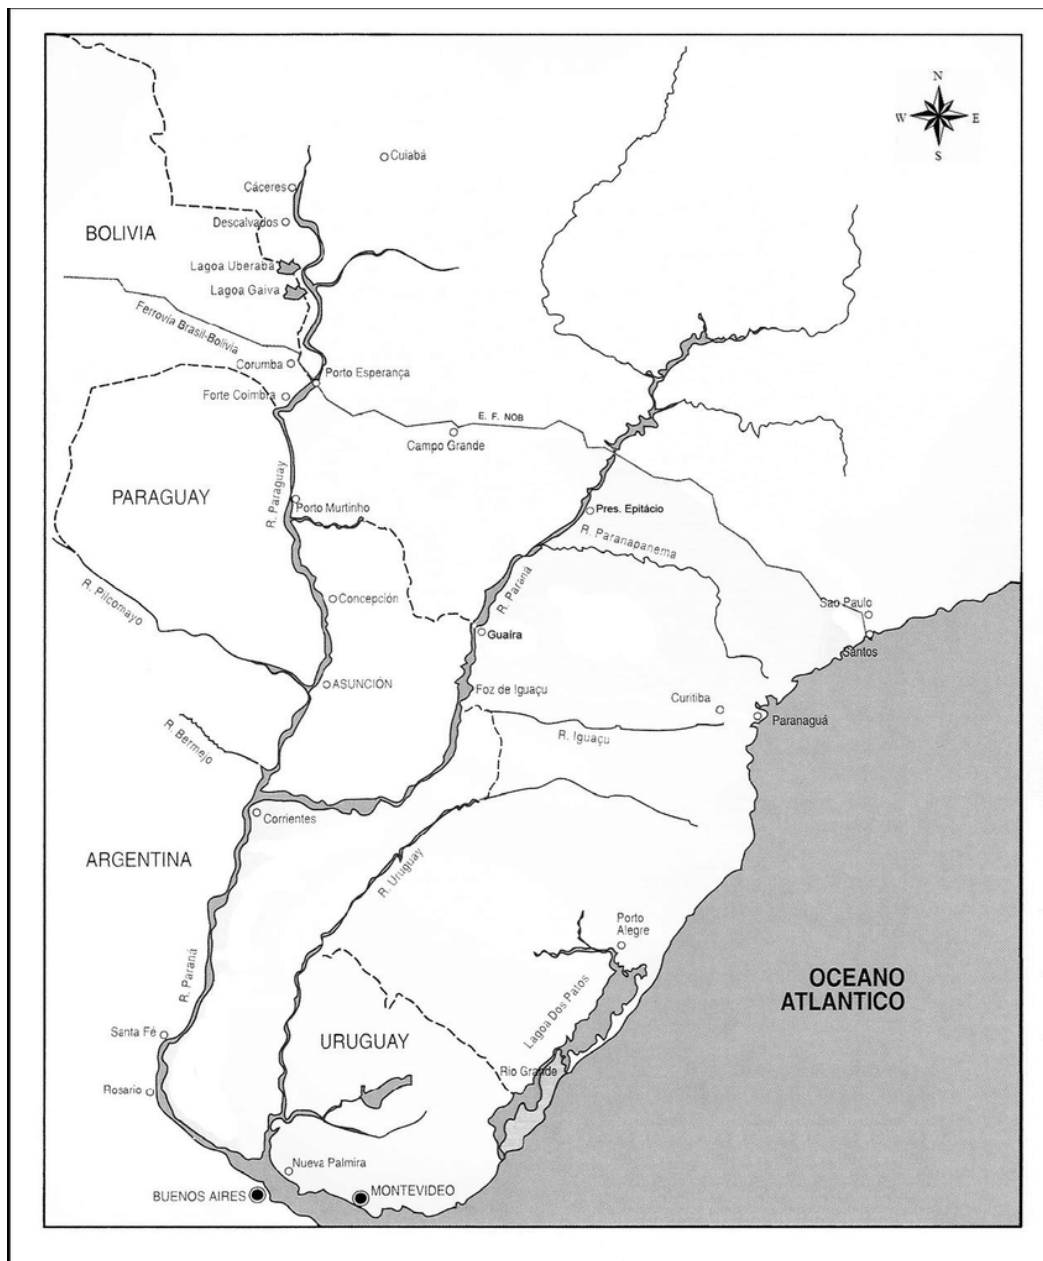 N
W
E
S
Cuiabá
Cáceres
Descalvados
BOLIVIA
Lagoa Uberaba
Lagoa Gaiva
Ferrovia Brasil-Bolivia
Corumba
Porto Esperança
Forte Coimbra
E. F. NOB
Campo Grande
PARAGUAY
R. Paraguay
Porto Murtinho
Pres. Epitácio
R. Paranapanema
R. Pilcomayo
Concepción
R. Paraná
Sao Paulo
Guaíra
Santos
ASUNCIÓN
Foz de Iguaçu
Curitiba
Paranaguá
R. Bermejo
R. Iguaçu
Corrientes
ARGENTINA
R. Uruguay
Porto
Alegre
R. Paraná
OCEANO
ATLANTICO
Lagoa Dos Patos
Santa Fé
URUGUAY
Rio Grande
Rosario
Nueva Palmira
BUENOS AIRES
MONTEVIDEO